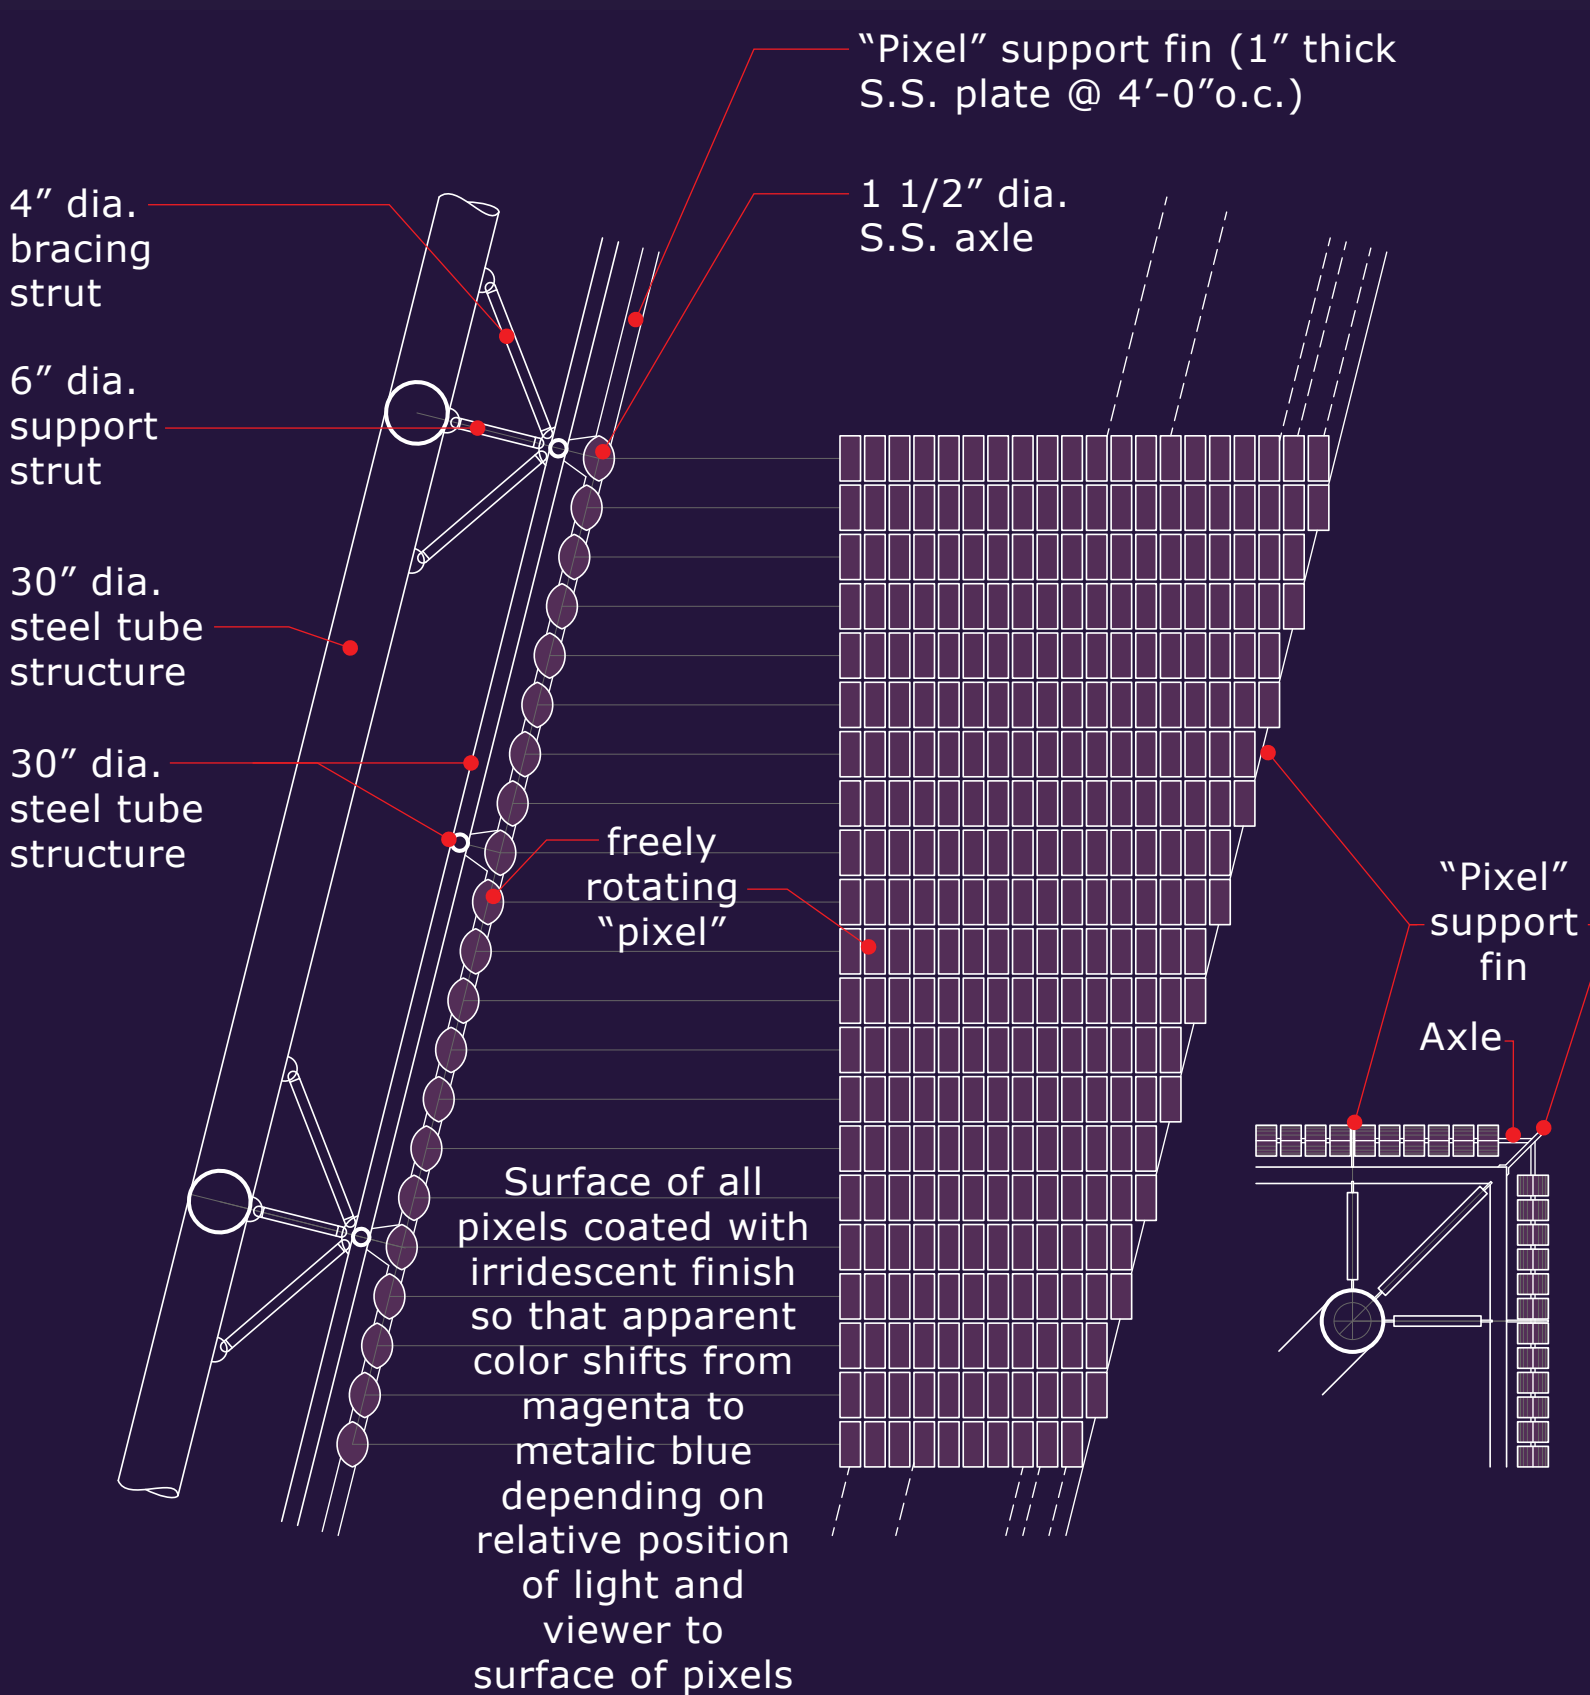 “Pixel” support fin (1” thick
S.S. plate @ 4’-0”o.c.)
1 1/2” dia.
S.S. axle
4” dia.
bracing
strut
6” dia.
support
strut
30” dia.
steel tube
structure
30” dia.
steel tube
structure
freely
rotating
“pixel”
“Pixel”
support
fin
Axle
Surface of all
pixels coated with
irridescent finish
so that apparent
color shifts from
magenta to
metalic blue
depending on
relative position
of light and
viewer to
surface of pixels